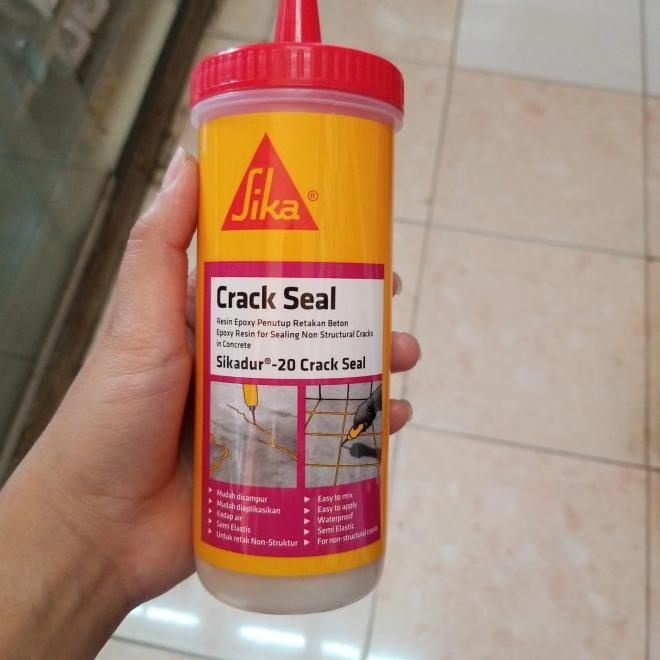 Sika®
Crack Seal
Resin Epoxy Penutup Retakan Beton
Epoxy Resin for Sealing Non Structural Cracks
in Concrete
Sikadur®-20 Crack Seal
Mudah dicampur
Mudah diaplikasikan
Kedap air
Semi Elastis
Untuk retak Non-Struktur
Easy to mix
Easy to apply
Waterproof
Semi Elastic
For non-structural cracks